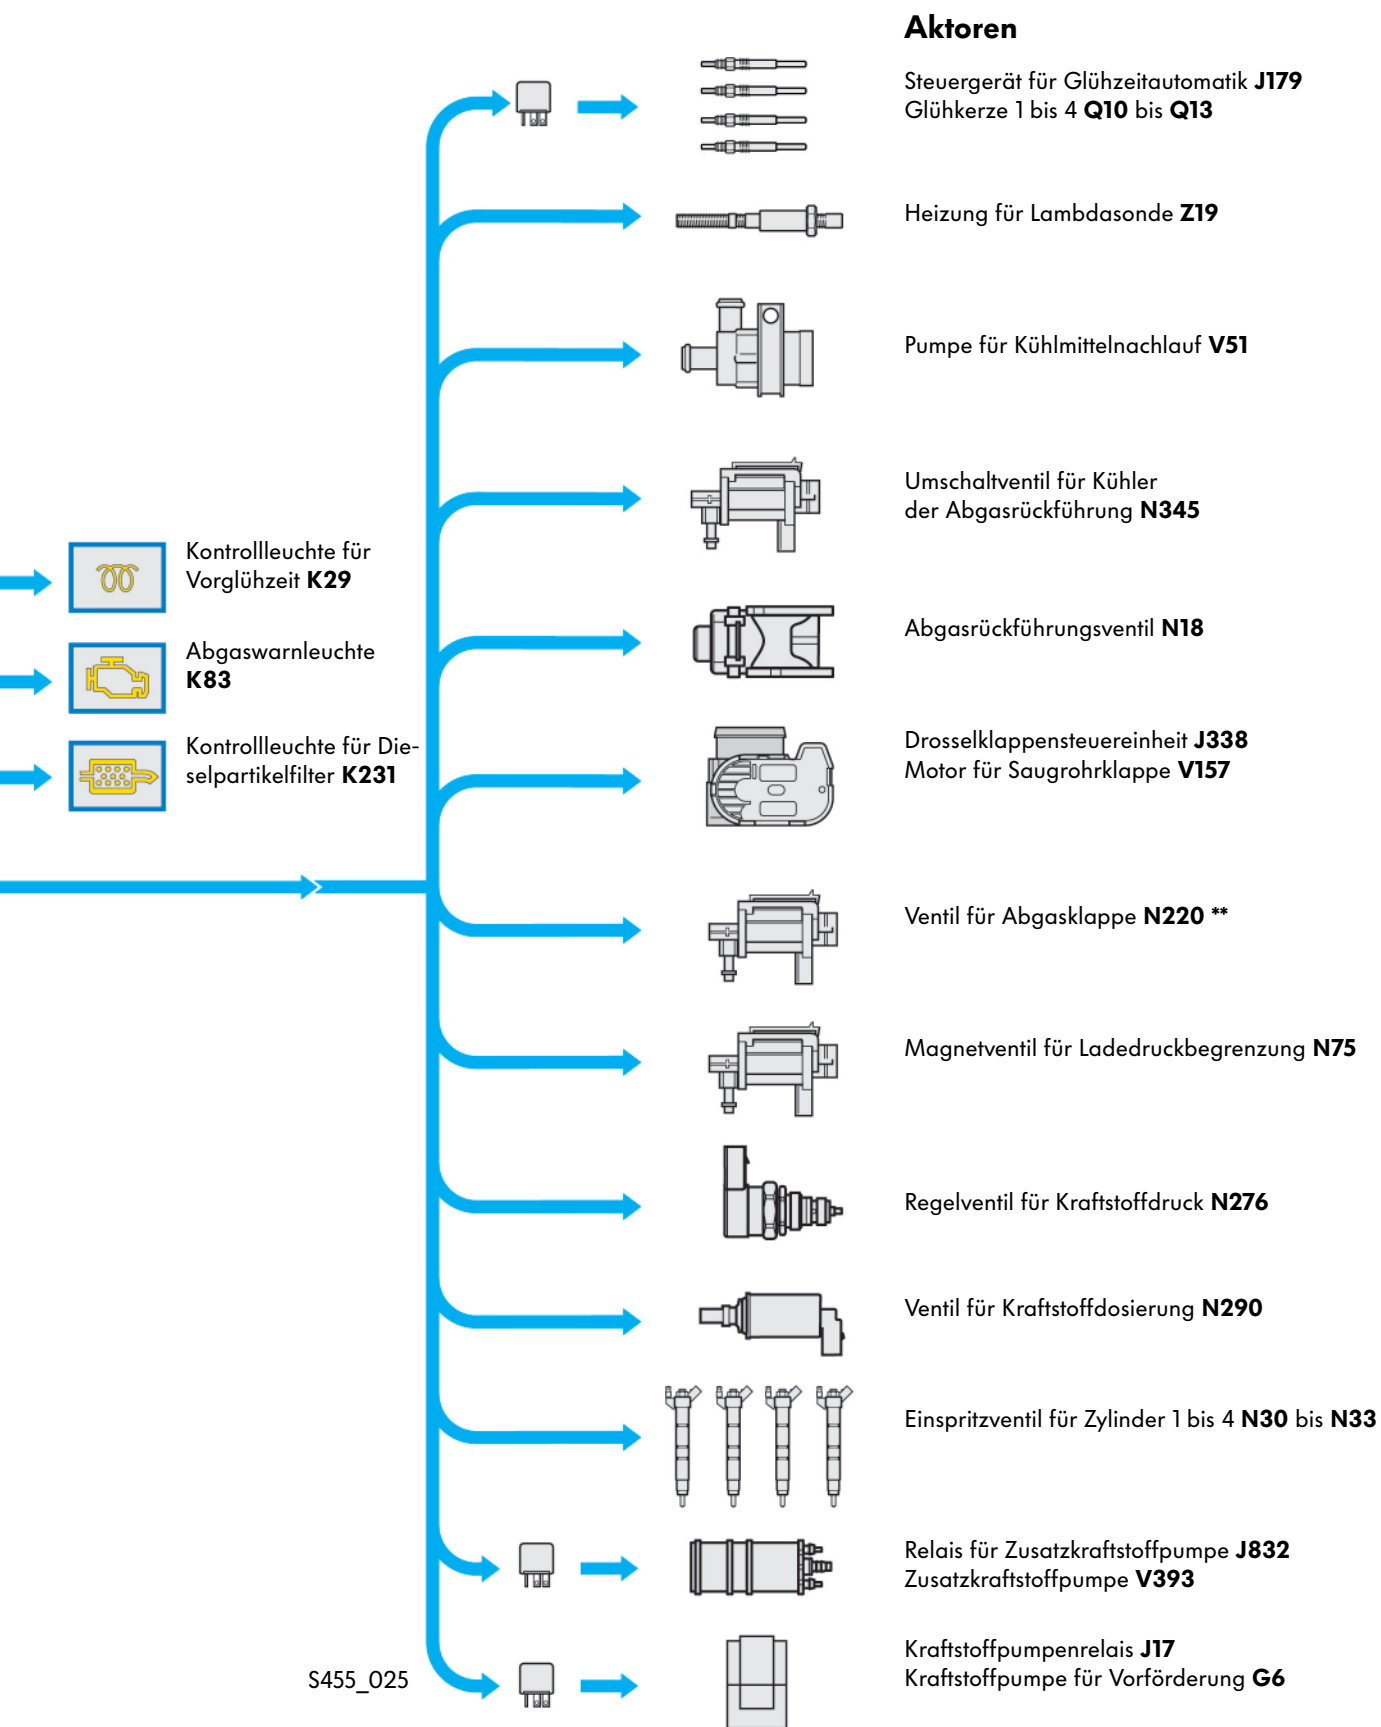 Aktoren
Steuergerät für Glühzeitautomatik J179
Glühkerze 1 bis 4 Q10 bis Q13
Heizung für Lambdasonde Z19
Pumpe für Kühlmittelnachlauf V51
Umschaltventil für Kühler
der Abgasrückführung N345
Kontrollleuchte für
Vorglühzeit K29
Abgaswarnleuchte
K83
Kontrollleuchte für Die-
selpartikelfilter K231
Abgasrückführungsventil N18
Drosselklappensteuereinheit J338
Motor für Saugrohrklappe V157
Ventil für Abgasklappe N220 **
Magnetventil für Ladedruckbegrenzung N75
Regelventil für Kraftstoffdruck N276
Ventil für Kraftstoffdosierung N290
Einspritzventil für Zylinder 1 bis 4 N30 bis N33
Relais für Zusatzkraftstoffpumpe J832
Zusatzkraftstoffpumpe V393
Kraftstoffpumpenrelais J17
Kraftstoffpumpe für Vorförderung G6
S455_025